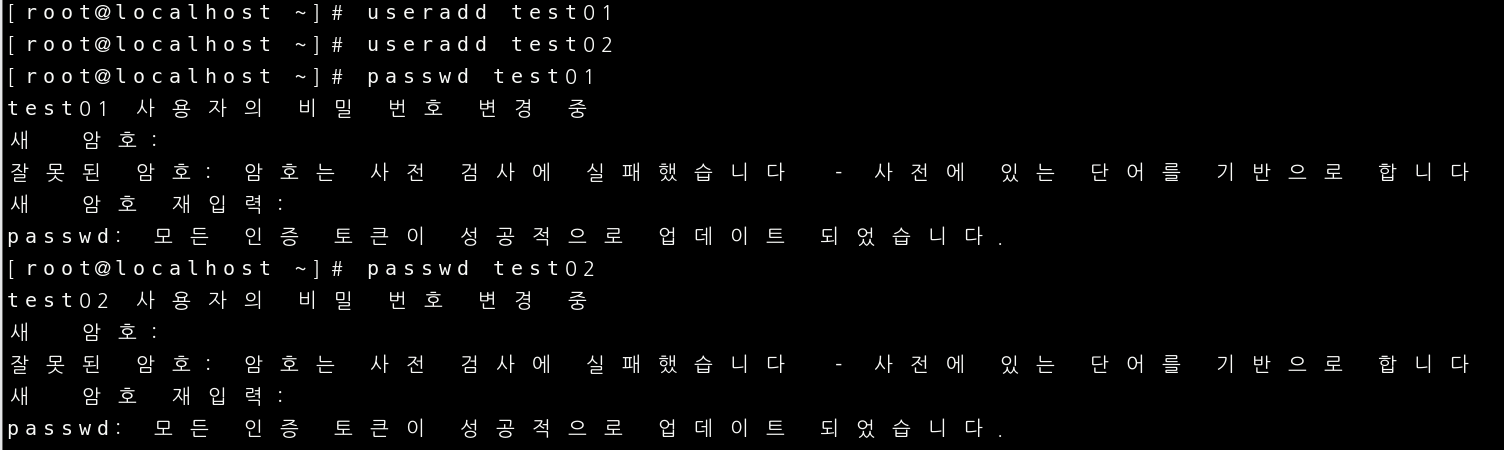 [root@localhost ~]# useradd test01
[root@localhost ~]# useradd test02
[root@localhost ~]# passwd test01
test01 사용자의 비밀 번호 변경 중
새 암호:
잘못된 암호: 암호는 사전 검사에 실패했습니다 - 사전에 있는 단어를 기반으로 합니다
새 암호 재입력:
passwd: 모든 인증 토큰이 성공적으로 업데이트 되었습니다.
[root@localhost ~]# passwd test02
test02 사용자의 비밀 번호 변경 중
새 암호:
잘못된 암호: 암호는 사전 검사에 실패했습니다 - 사전에 있는 단어를 기반으로 합니다
새 암호 재입력:
passwd: 모든 인증 토큰이 성공적으로 업데이트 되었습니다.